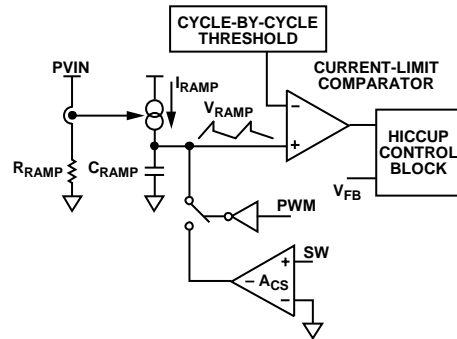 CYCLE-BY-CYCLE
THRESHOLD
PVIN
IRAMP
CURRENT-LIMIT
COMPARATOR
VRAMP
−
+
HICCUP
CONTROL
BLOCK
RRAMP
CRAMP
VFB
PWM
SW
+
− ACS
−